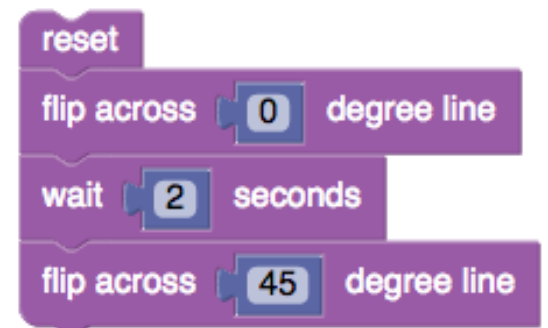 reset
flip across 0 degree line
wait 2 seconds
flip across 45 degree line